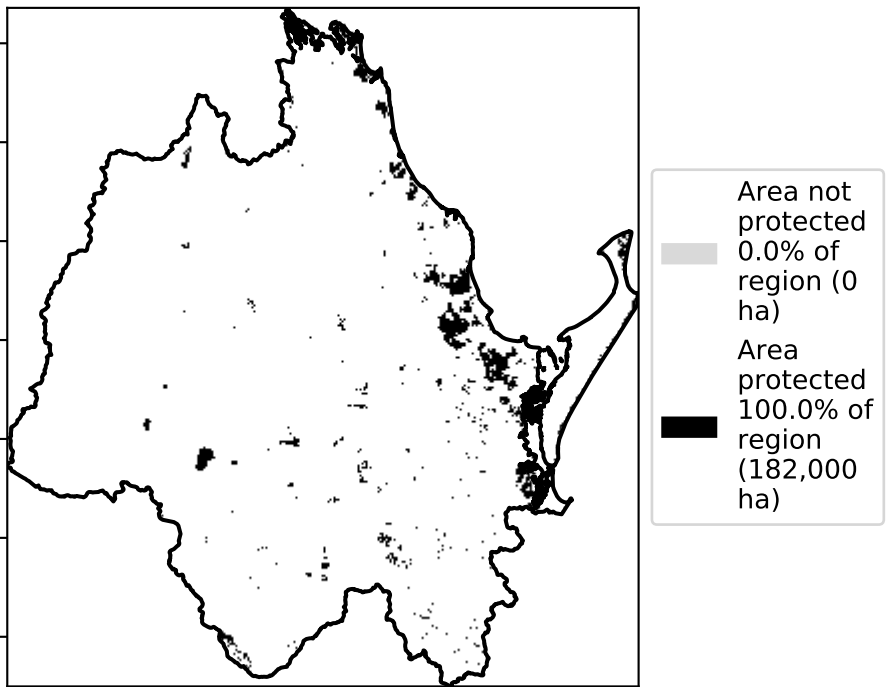 Area not
protected
0.0% of
region (0
ha)
Area
protected
100.0% of
region
(182,000
ha)